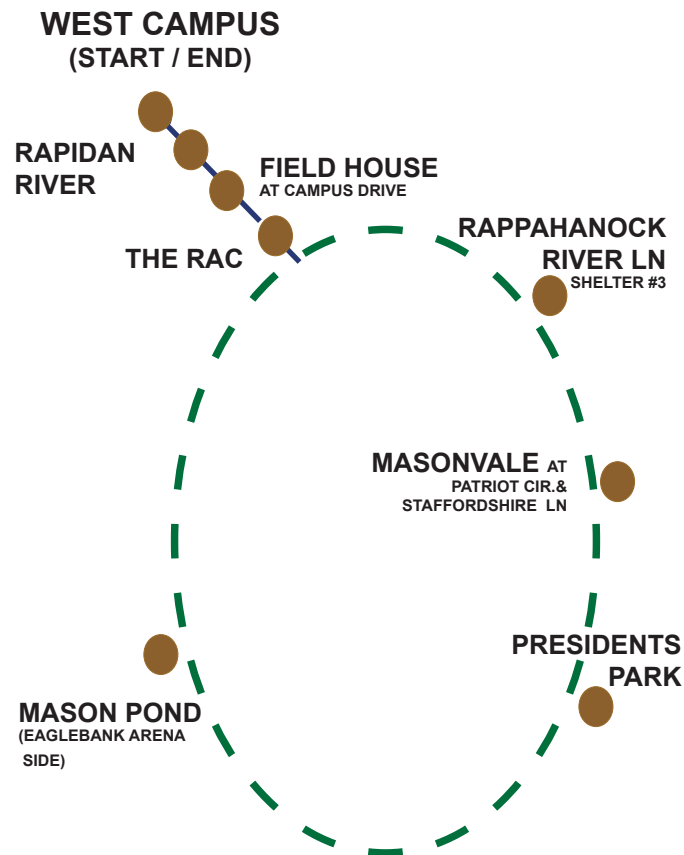 WEST CAMPUS
(START / END)
RAPIDAN
RIVER
FIELD HOUSE
AT CAMPUS DRIVE
THE RAC
RAPPAHANOCK
RIVER LN
SHELTER #3
MASONVALE AT
PATRIOT CIR.&
STAFFORDSHIRE LN
PRESIDENTS
PARK
MASON POND
(EAGLEBANK ARENA
SIDE)